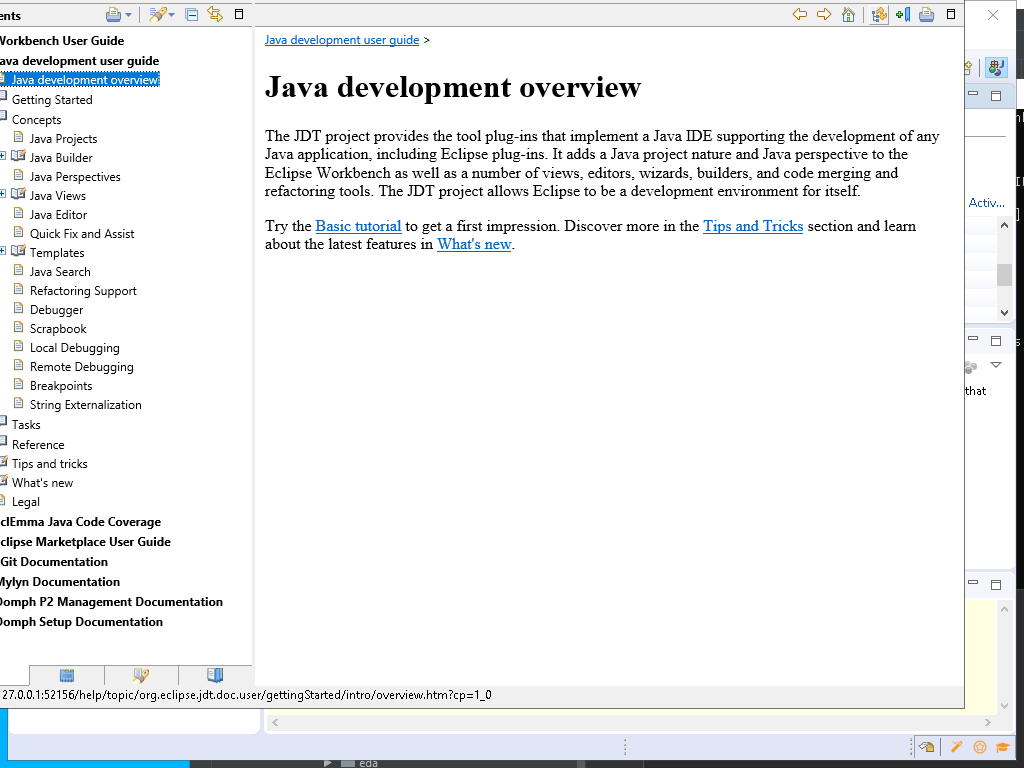 ents
Workbench User Guide
ava development user guide
Java development overview
Getting Started
Concepts
Java Projects
Java Builder
Java Perspectives
Java Views
Java Editor
Quick Fix and Assist
Templates
Java Search
Refactoring Support
Debugger
Scrapbook
Local Debugging
Remote Debugging
Breakpoints
String Externalization
Tasks
Reference
Tips and tricks
What's new
Legal
clEmma Java Code Coverage
clipse Marketplace User Guide
Git Documentation
Mylyn Documentation
Oomph P2 Management Documentation
Oomph Setup Documentation
Java development user guide >
Java development overview
The JDT project provides the tool plug-ins that implement a Java IDE supporting the development of any
Java application, including Eclipse plug-ins. It adds a Java project nature and Java perspective to the
Eclipse Workbench as well as a number of views, editors, wizards, builders, and code merging and
refactoring tools. The JDT project allows Eclipse to be a development environment for itself.
Try the Basic tutorial to get a first impression. Discover more in the Tips and Tricks section and learn
about the latest features in What's new.
Activ...
that
27.0.0.1:52156/help/topic/org.eclipse.jdt.doc.user/gettingStarted/intro/overview.htm?cp=1_0
eda